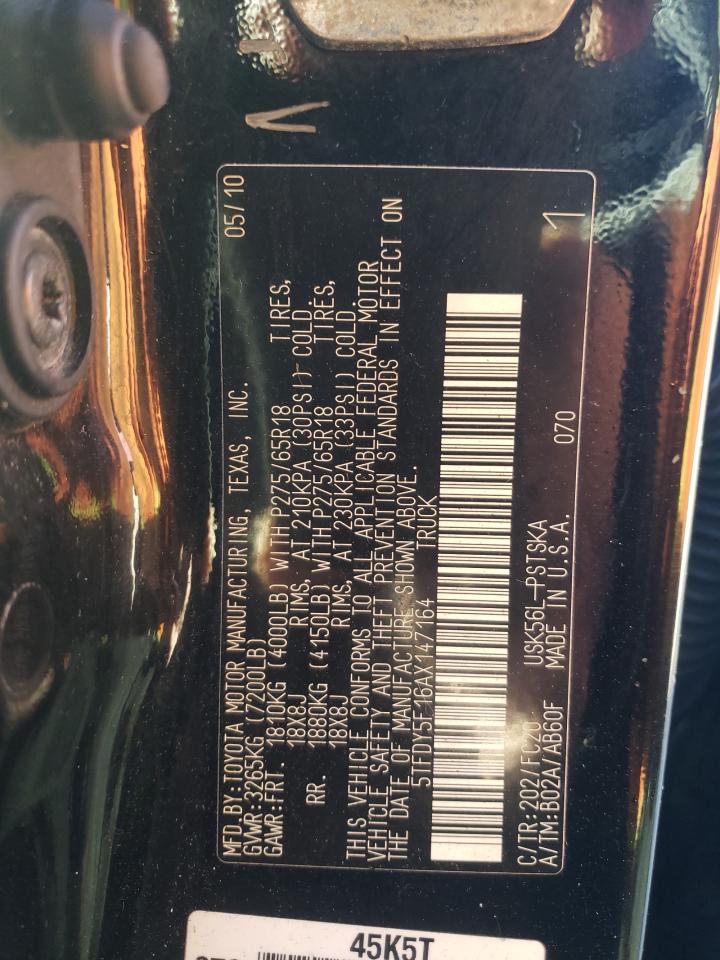 MFD.BY:TOYOTA MOTOR MANUFACTURING, TEXAS, INC. 05/10
GVWR:3265KG(7200LB)
GAWR:FRT. 1810KG (4000LB) WITH P275/65R18 TIRES,
18X8J RIMS, AT 210KPA (30PSI) COLD
RR. 1880KG (4150LB) WITH P275/65R18 TIRES,
18X8J RIMS, AT 230KPA (33PSI) COLD
THIS VEHICLE CONFORMS TO ALL APPLICABLE FEDERAL MOTOR
VEHICLE SAFETY AND THEFT PREVENTION STANDARDS IN EFFECT ON
THE DATE OF MANUFACTURE SHOWN ABOVE.
5TFDY5F16AX147164 TRUCK
C/TR:202/FC20 USK56L-PSTSKA 070 1
A/TM:B02A/AB60F MADE IN U.S.A.
45K5T